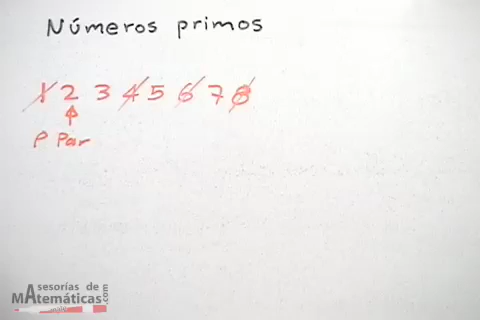 Números primos
1 2 3 4 5 6 7 8
P Par
Asesorías de
Matemáticas.com